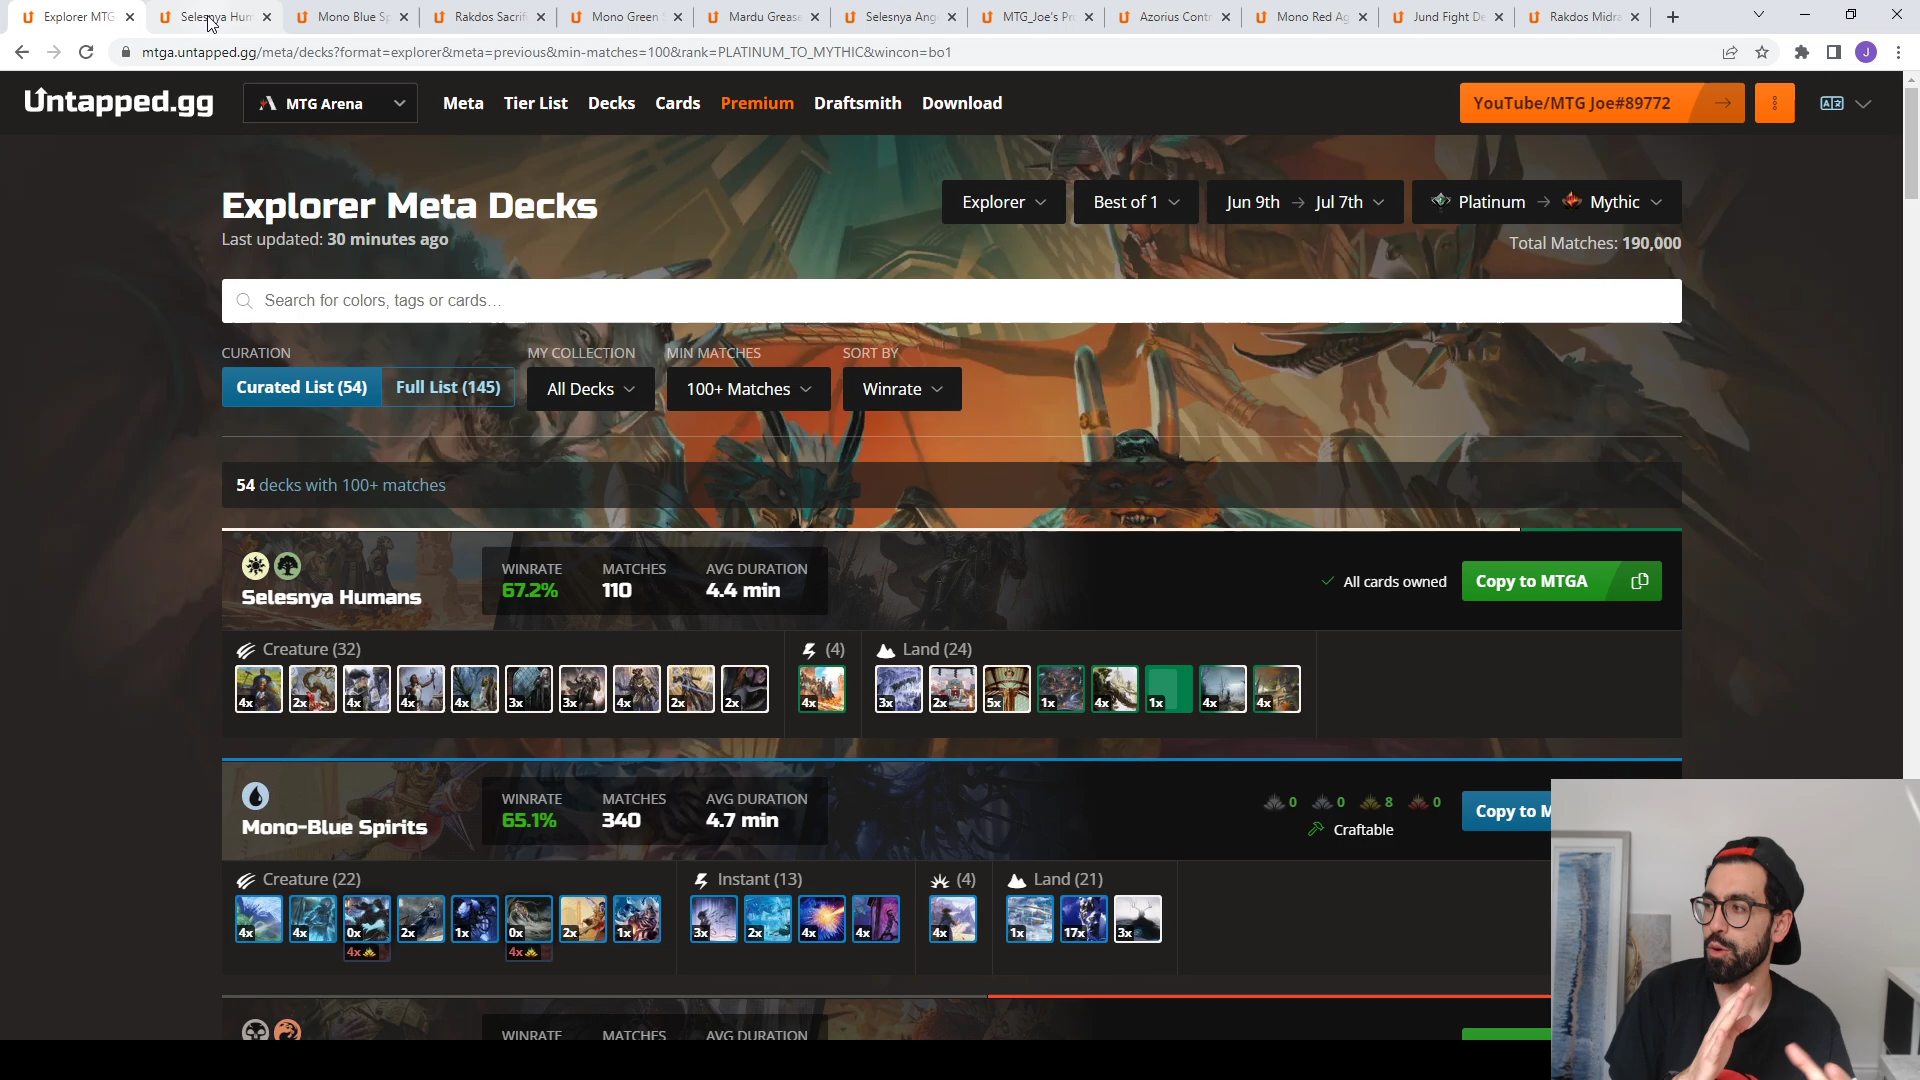 Explorer MTG
Selesnya Hum
Mono Blue Sp
Rakdos Sacrifi
Mono Green
Mardu Grease
Selesnya Ang
MTG_Joe's Pr
Azorius Contr
Mono Red Ag
Jund Fight De
Rakdos Midra
mtga.untapped.gg/meta/decks?format=explorer&meta=previous&min-matches=100&rank=PLATINUM_TO_MYTHIC&wincon=bo1
J
Untapped.gg
MTG Arena
Meta Tier List Decks Cards Premium Draftsmith Download
YouTube/MTG Joe#89772
Explorer Meta Decks
Explorer
Best of 1
Jun 9th → Jul 7th
Platinum → Mythic
Last updated: 30 minutes ago
Total Matches: 190,000
Search for colors, tags or cards…
CURATION
MY COLLECTION
MIN MATCHES
SORT BY
Curated List (54)
Full List (145)
All Decks
100+ Matches
Winrate
54 decks with 100+ matches
Selesnya Humans
WINRATE MATCHES AVG DURATION
67.2% 110 4.4 min
All cards owned
Copy to MTGA
Creature (32)
(4)
Land (24)
4x 2x 4x 4x 4x 3x 3x 4x 2x 2x
4x
3x 2x 5x 1x 4x 1x 4x 4x
Mono-Blue Spirits
WINRATE MATCHES AVG DURATION
65.1% 340 4.7 min
0 0 8 0
Craftable
Copy to M
Creature (22)
Instant (13)
(4)
Land (21)
4x 4x 0x 2x 1x 0x 2x 1x
3x 2x 4x 4x
4x
1x 17x 3x
4x 4x
WINRATE MATCHES AVG DURATION